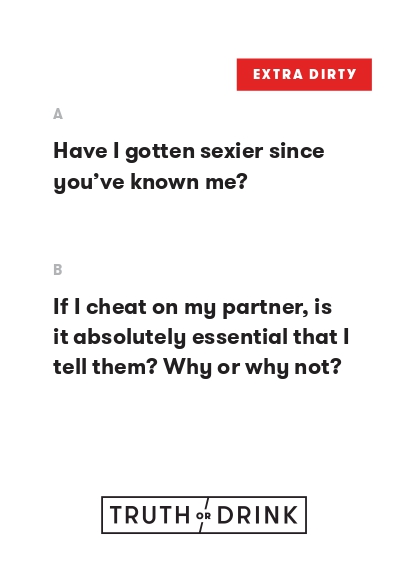 EXTRA DIRTY
A
Have I gotten sexier since
you’ve known me?
B
If I cheat on my partner, is
it absolutely essential that I
tell them? Why or why not?
TRUTH OR DRINK